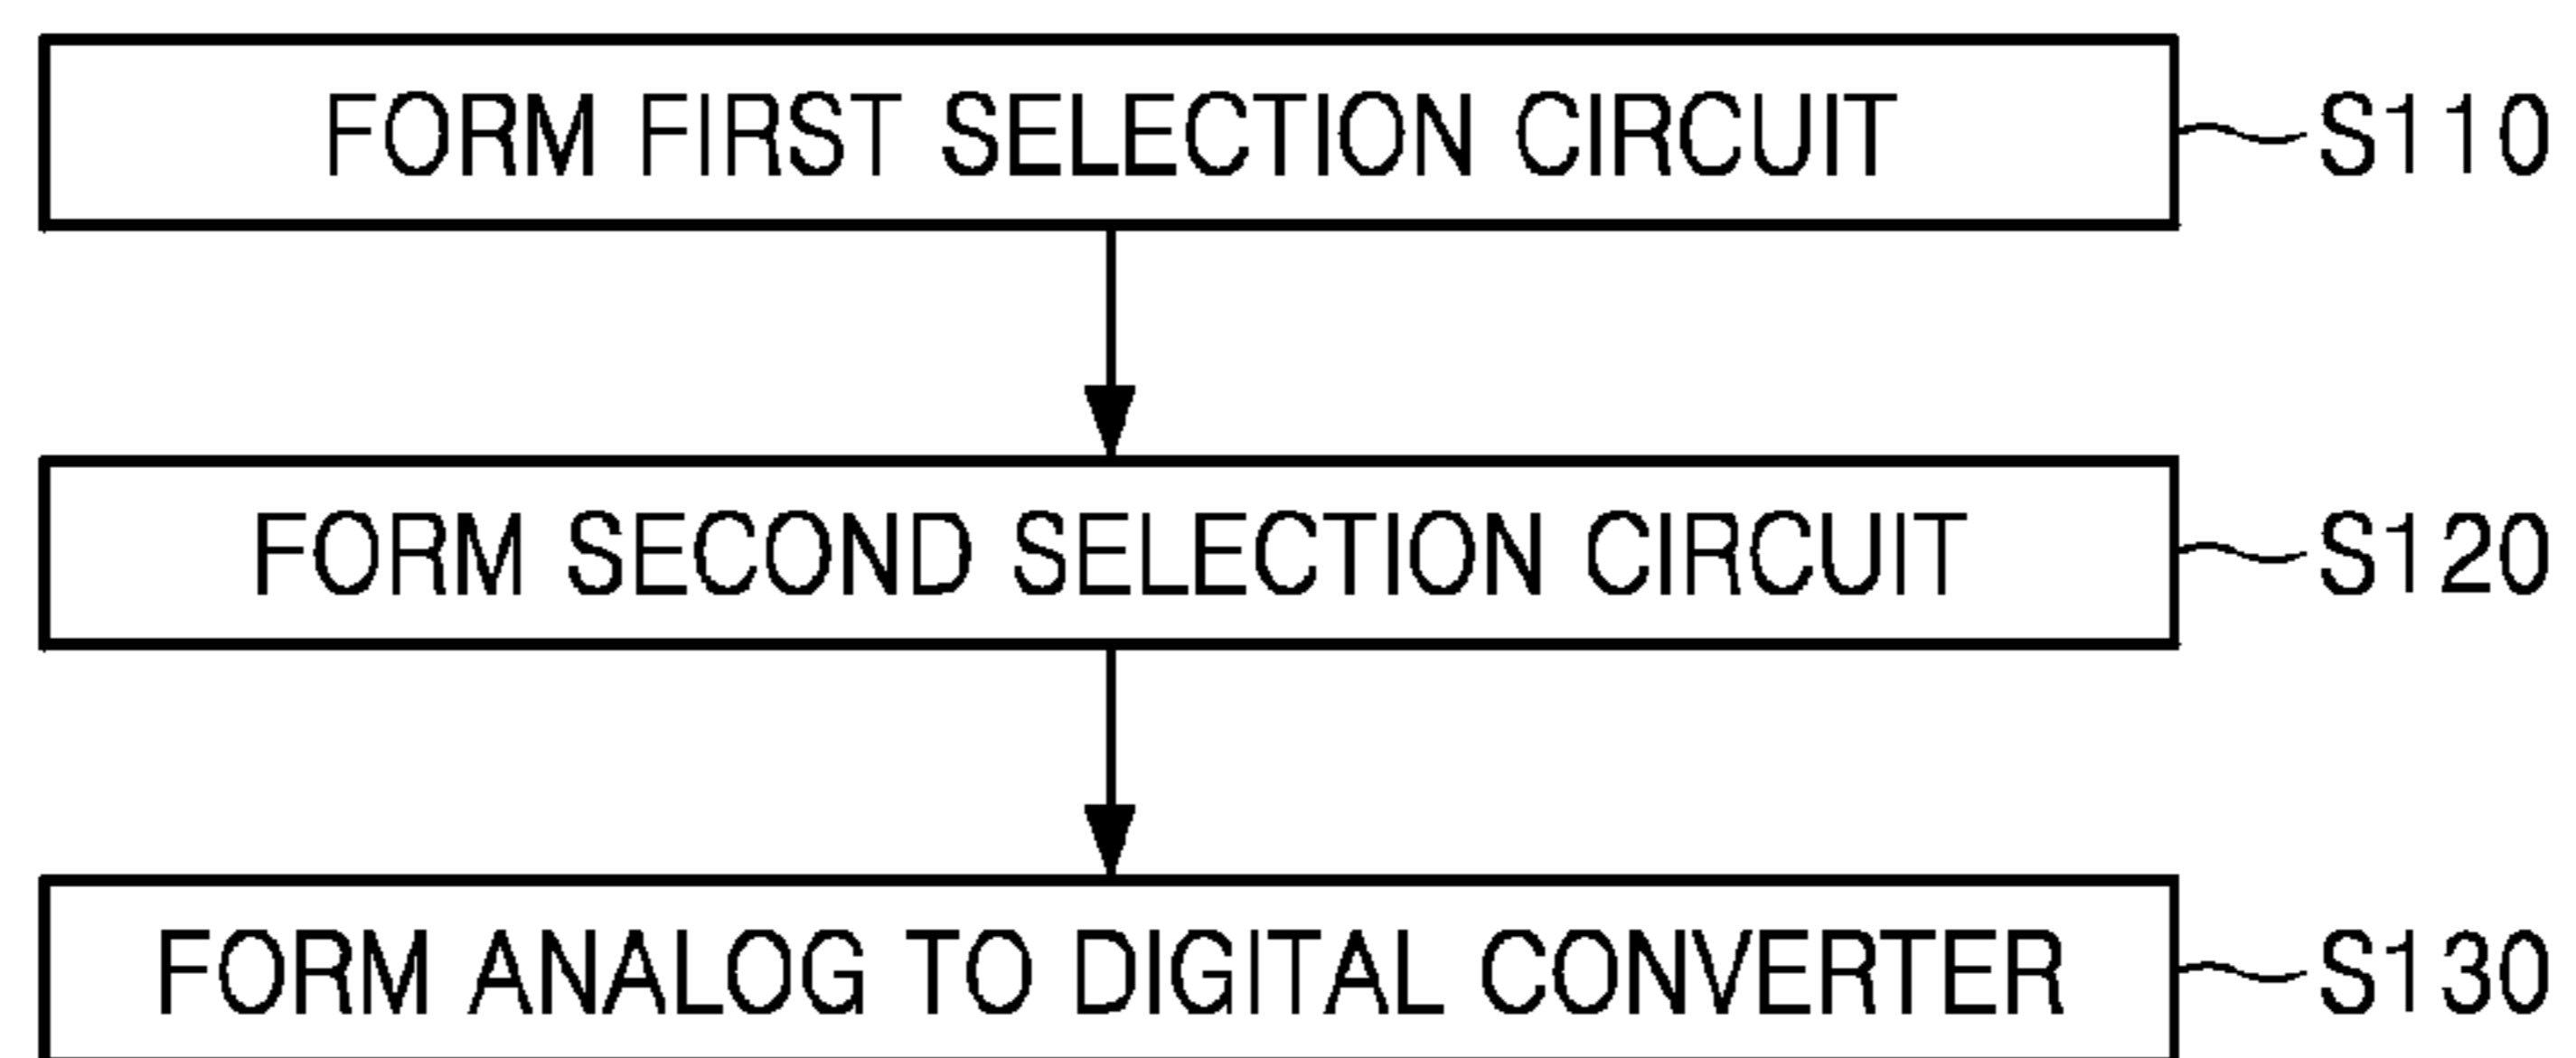 FORM FIRST SELECTION CIRCUIT S110
FORM SECOND SELECTION CIRCUIT S120
FORM ANALOG TO DIGITAL CONVERTER S130